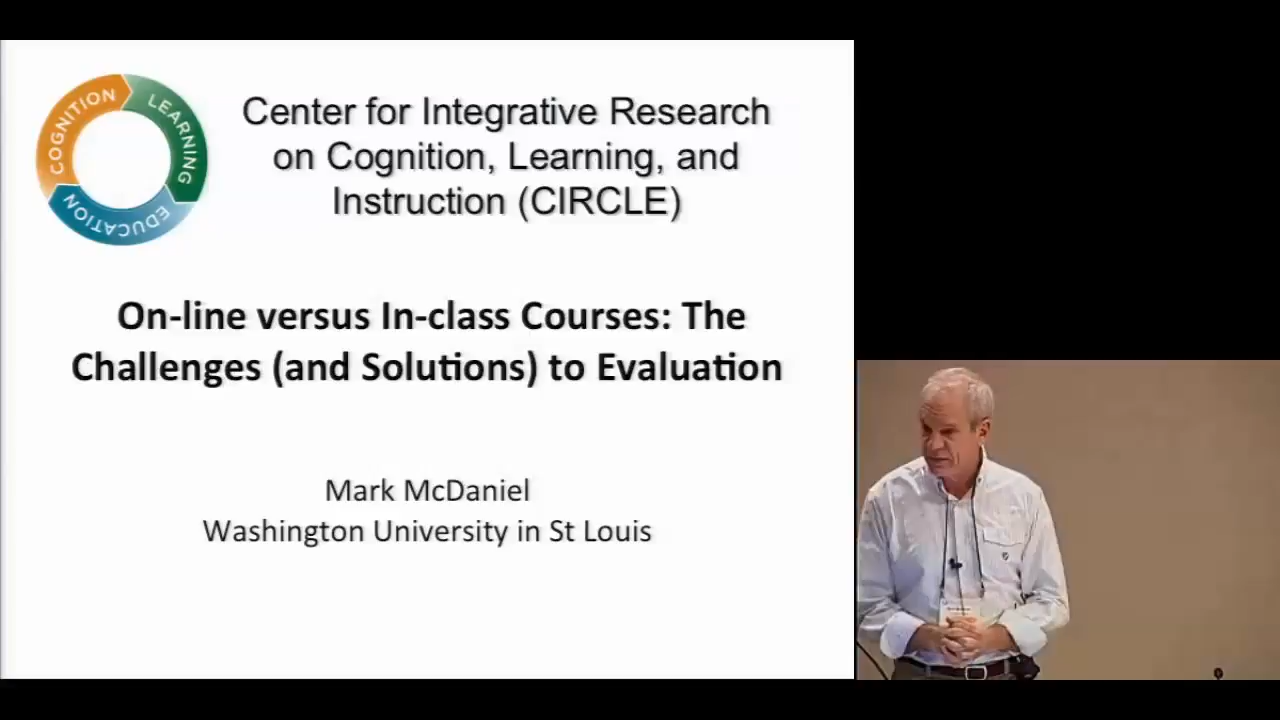 COGNITION
LEARNING
EDUCATION
Center for Integrative Research
on Cognition, Learning, and
Instruction (CIRCLE)
On-line versus In-class Courses: The
Challenges (and Solutions) to Evaluation
Mark McDaniel
Washington University in St Louis